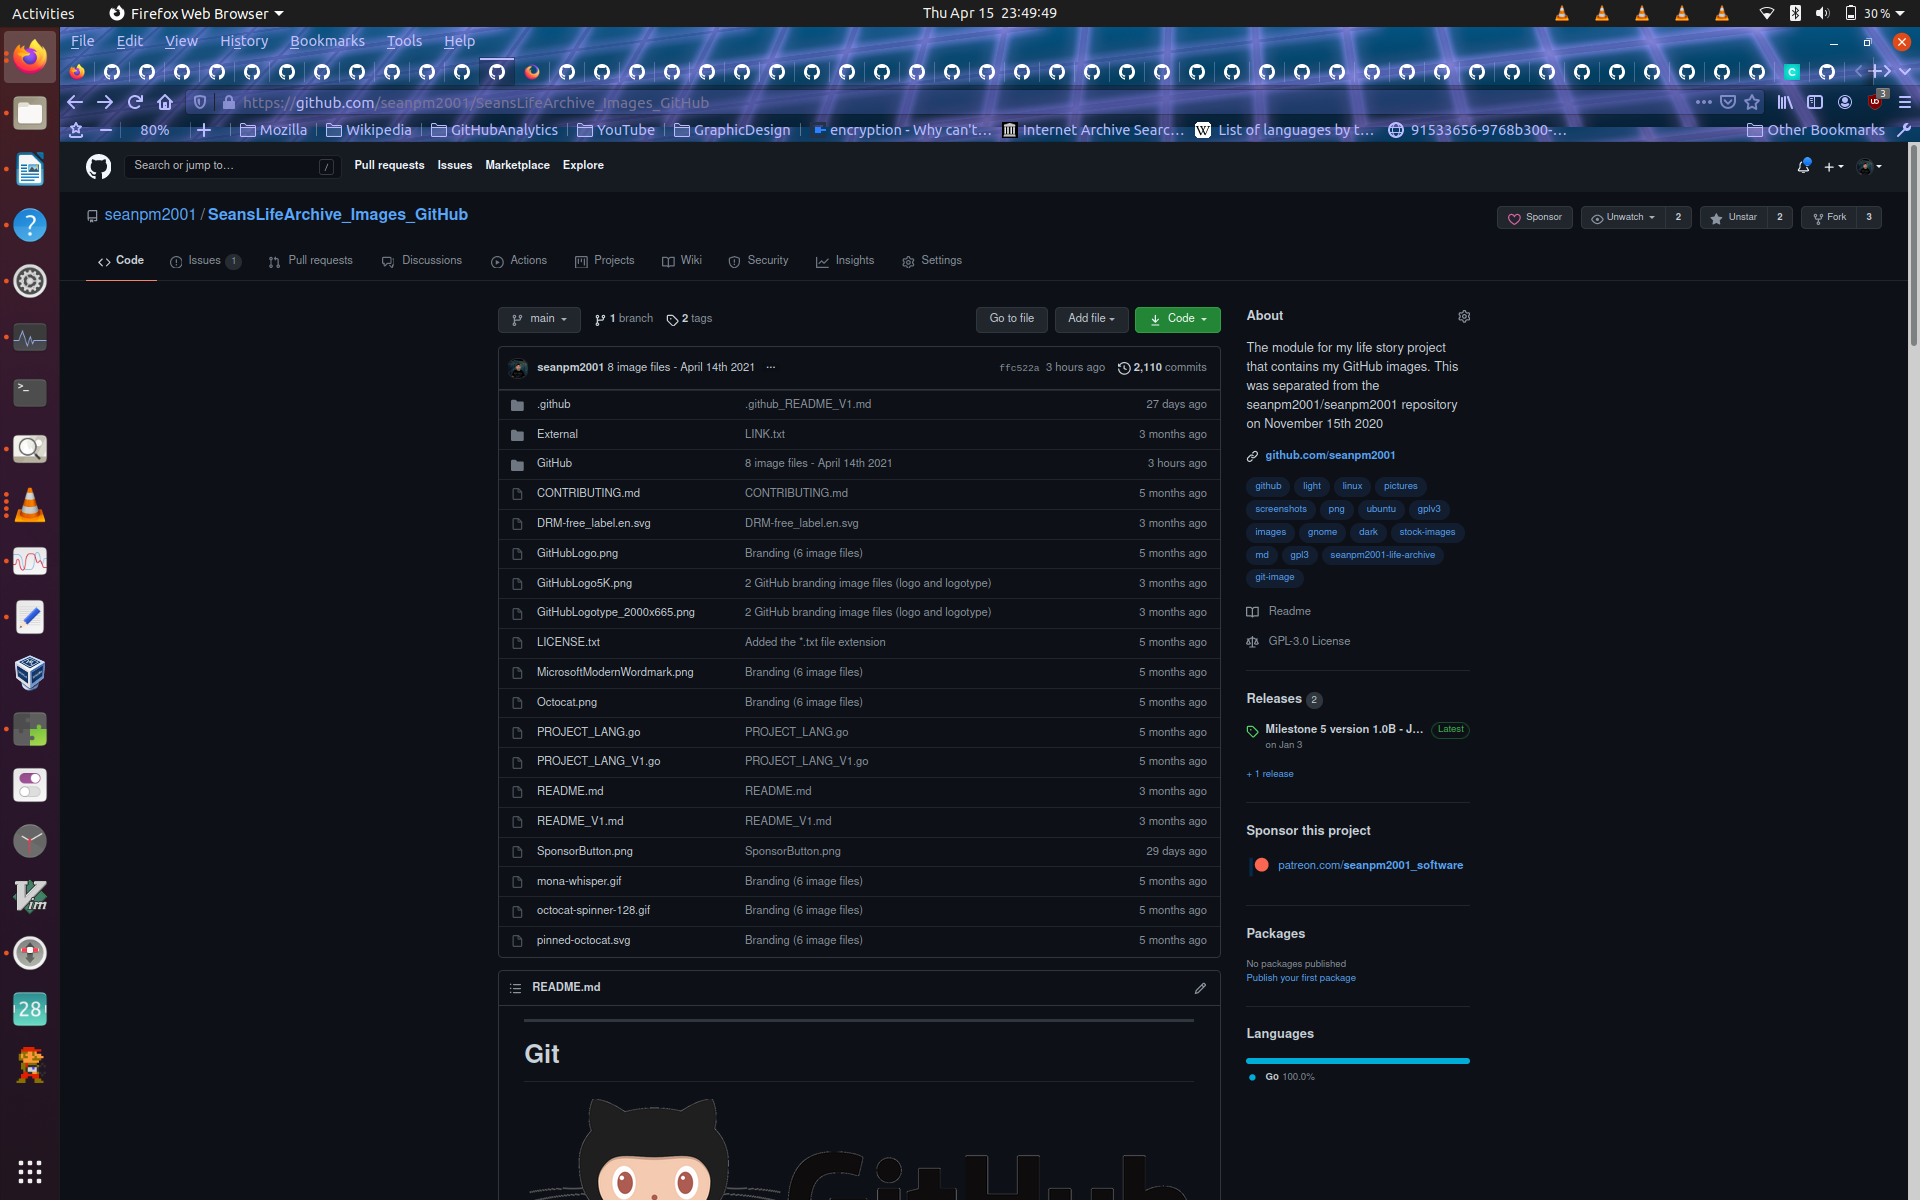 Activities Firefox Web Browser Thu Apr 15 23:49:49 30 %
File Edit View History Bookmarks Tools Help
https://github.com/seanpm2001/SeansLifeArchive_Images_GitHub 3
80% Mozilla Wikipedia GitHubAnalytics YouTube GraphicDesign encryption - Why can't… Internet Archive Searc… List of languages by t… 91533656-9768b300-… Other Bookmarks
Search or jump to… / Pull requests Issues Marketplace Explore
seanpm2001 / SeansLifeArchive_Images_GitHub Sponsor Unwatch 2 Unstar 2 Fork 3
Code Issues 1 Pull requests Discussions Actions Projects Wiki Security Insights Settings
main 1 branch 2 tags Go to file Add file Code
seanpm2001 8 image files - April 14th 2021 … ffc522a 3 hours ago 2,110 commits
.github .github_README_V1.md 27 days ago
External LINK.txt 3 months ago
GitHub 8 image files - April 14th 2021 3 hours ago
CONTRIBUTING.md CONTRIBUTING.md 5 months ago
DRM-free_label.en.svg DRM-free_label.en.svg 3 months ago
GitHubLogo.png Branding (6 image files) 5 months ago
GitHubLogo5K.png 2 GitHub branding image files (logo and logotype) 3 months ago
GitHubLogotype_2000x665.png 2 GitHub branding image files (logo and logotype) 3 months ago
LICENSE.txt Added the *.txt file extension 5 months ago
MicrosoftModernWordmark.png Branding (6 image files) 5 months ago
Octocat.png Branding (6 image files) 5 months ago
PROJECT_LANG.go PROJECT_LANG.go 5 months ago
PROJECT_LANG_V1.go PROJECT_LANG_V1.go 5 months ago
README.md README.md 3 months ago
README_V1.md README_V1.md 3 months ago
SponsorButton.png SponsorButton.png 29 days ago
mona-whisper.gif Branding (6 image files) 5 months ago
octocat-spinner-128.gif Branding (6 image files) 5 months ago
pinned-octocat.svg Branding (6 image files) 5 months ago
README.md
Git
GitHub
About
The module for my life story project
that contains my GitHub images. This
was separated from the
seanpm2001/seanpm2001 repository
on November 15th 2020
github.com/seanpm2001
github light linux pictures
screenshots png ubuntu gplv3
images gnome dark stock-images
md gpl3 seanpm2001-life-archive
git-image
Readme
GPL-3.0 License
Releases 2
Milestone 5 version 1.0B - J… Latest
on Jan 3
+ 1 release
Sponsor this project
patreon.com/seanpm2001_software
Packages
No packages published
Publish your first package
Languages
Go 100.0%
28